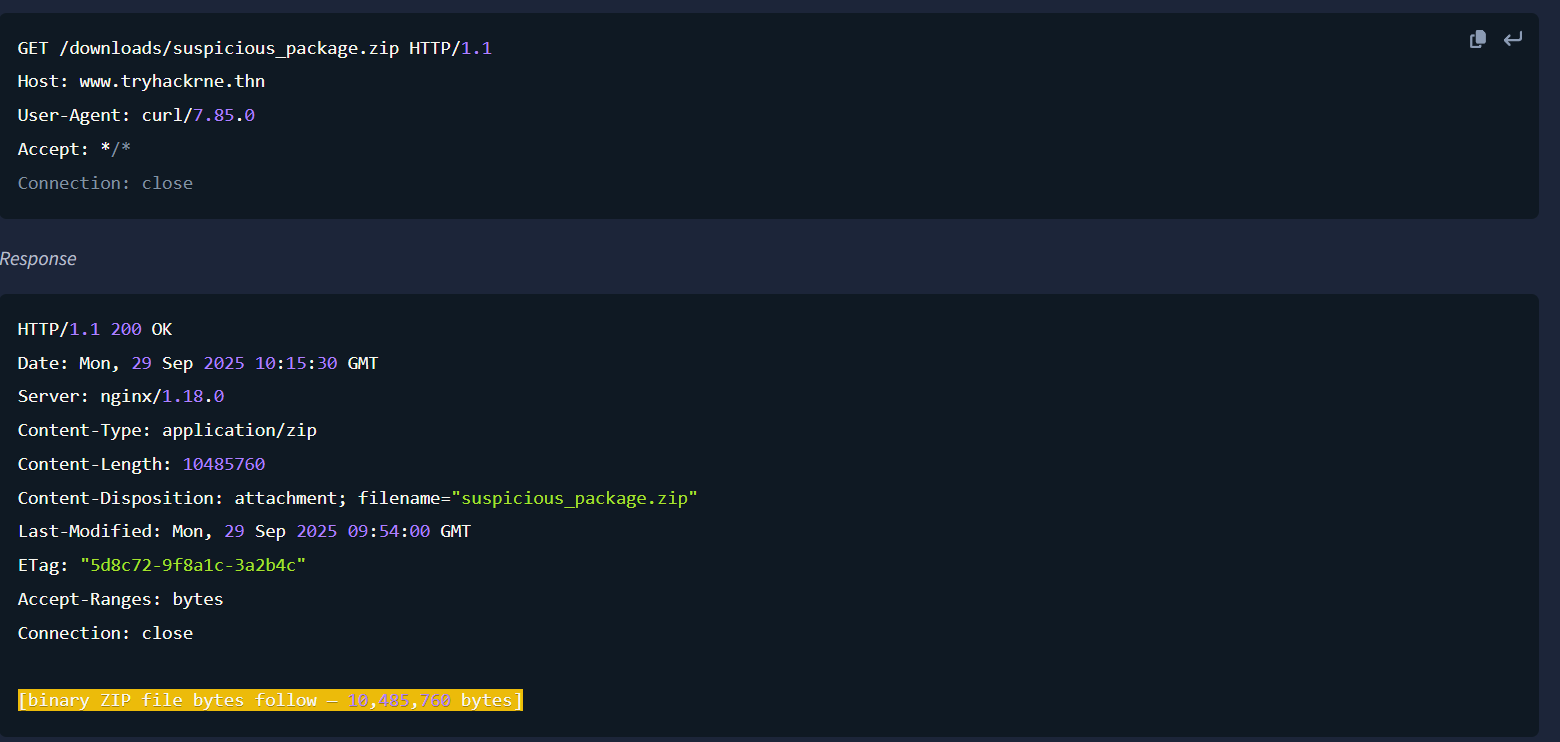 GET /downloads/suspicious_package.zip HTTP/1.1
Host: www.tryhackrne.thn
User-Agent: curl/7.85.0
Accept: */*
Connection: close
Response
HTTP/1.1 200 OK
Date: Mon, 29 Sep 2025 10:15:30 GMT
Server: nginx/1.18.0
Content-Type: application/zip
Content-Length: 10485760
Content-Disposition: attachment; filename="suspicious_package.zip"
Last-Modified: Mon, 29 Sep 2025 09:54:00 GMT
ETag: "5d8c72-9f8a1c-3a2b4c"
Accept-Ranges: bytes
Connection: close
[binary ZIP file bytes follow — 10,485,760 bytes]